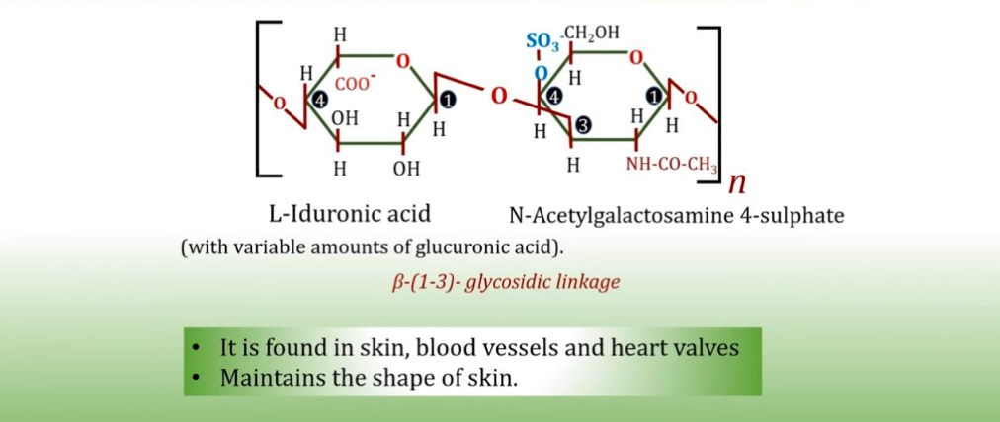 H
SO₃⁻ CH₂OH
H COO⁻ O O H O
O 4 1 O 4 1 O
OH H H H 3 H H
H OH H NH-CO-CH₃
n
L-Iduronic acid N-Acetylgalactosamine 4-sulphate
(with variable amounts of glucuronic acid).
β-(1-3)- glycosidic linkage
• It is found in skin, blood vessels and heart valves
• Maintains the shape of skin.